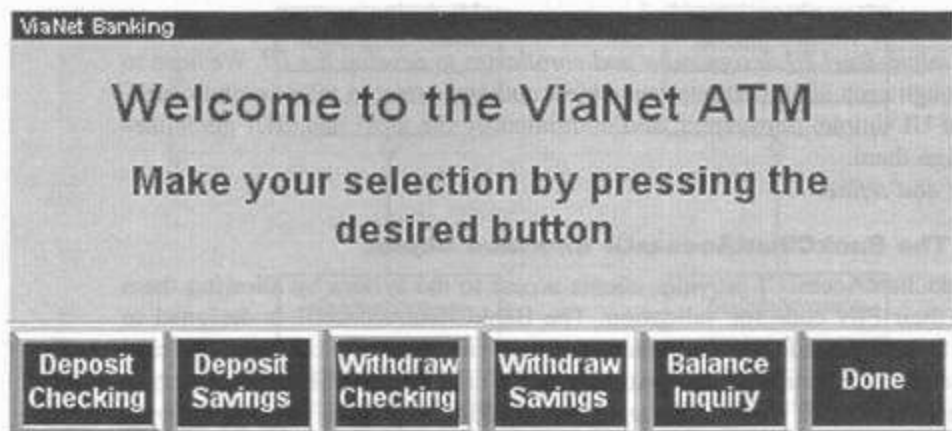 ViaNet Banking
Welcome to the ViaNet ATM
Make your selection by pressing the
desired button
Deposit
Checking
Deposit
Savings
Withdraw
Checking
Withdraw
Savings
Balance
Inquiry
Done